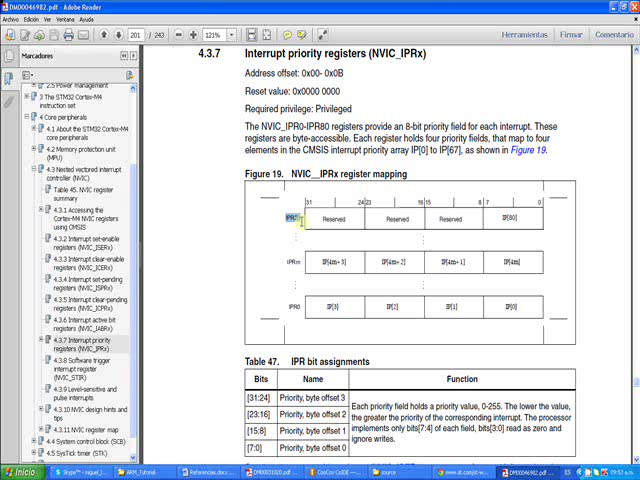 DM00046982.pdf - Adobe Reader
Archivo Edición Ver Ventana Ayuda
201 / 243 121% Herramientas Firmar Comentario
Marcadores
2.5 Power management
3 The STM32 Cortex-M4 instruction set
4 Core peripherals
4.1 About the STM32 Cortex-M4 core peripherals
4.2 Memory protection unit (MPU)
4.3 Nested vectored interrupt controller (NVIC)
Table 45. NVIC register summary
4.3.1 Accessing the Cortex-M4 NVIC registers using CMSIS
4.3.2 Interrupt set-enable registers (NVIC_ISERx)
4.3.3 Interrupt clear-enable registers (NVIC_ICERx)
4.3.4 Interrupt set-pending registers (NVIC_ISPRx)
4.3.5 Interrupt clear-pending registers (NVIC_ICPRx)
4.3.6 Interrupt active bit registers (NVIC_IABRx)
4.3.7 Interrupt priority registers (NVIC_IPRx)
4.3.8 Software trigger interrupt register (NVIC_STIR)
4.3.9 Level-sensitive and pulse interrupts
4.3.10 NVIC design hints and tips
4.3.11 NVIC register map
4.4 System control block (SCB)
4.5 SysTick timer (STK)
4.3.7 Interrupt priority registers (NVIC_IPRx)
Address offset: 0x00- 0x0B
Reset value: 0x0000 0000
Required privilege: Privileged
The NVIC_IPR0-IPR80 registers provide an 8-bit priority field for each interrupt. These
registers are byte-accessible. Each register holds four priority fields, that map to four
elements in the CMSIS interrupt priority array IP[0] to IP[67], as shown in Figure 19.
Figure 19. NVIC__IPRx register mapping
31 24 23 16 15 8 7 0
Reserved Reserved Reserved IP[80]
IPRm IP[4m+3] IP[4m+2] IP[4m+1] IP[4m]
IPR0 IP[3] IP[2] IP[1] IP[0]
Table 47. IPR bit assignments
Bits Name Function
[31:24] Priority, byte offset 3
[23:16] Priority, byte offset 2
[15:8] Priority, byte offset 1
[7:0] Priority, byte offset 0
Each priority field holds a priority value, 0-255. The lower the value,
the greater the priority of the corresponding interrupt. The processor
implements only bits[7:4] of each field, bits[3:0] read as zero and
ignore writes.
Inicio Skype™ - miguel_l... ARM_Tutorial Referencias.docx... DM00031020.pdf ... CooCox CoIDE --- ... source www.st.com/st-w... DM00046982.pdf ... ES 09:52 a.m.